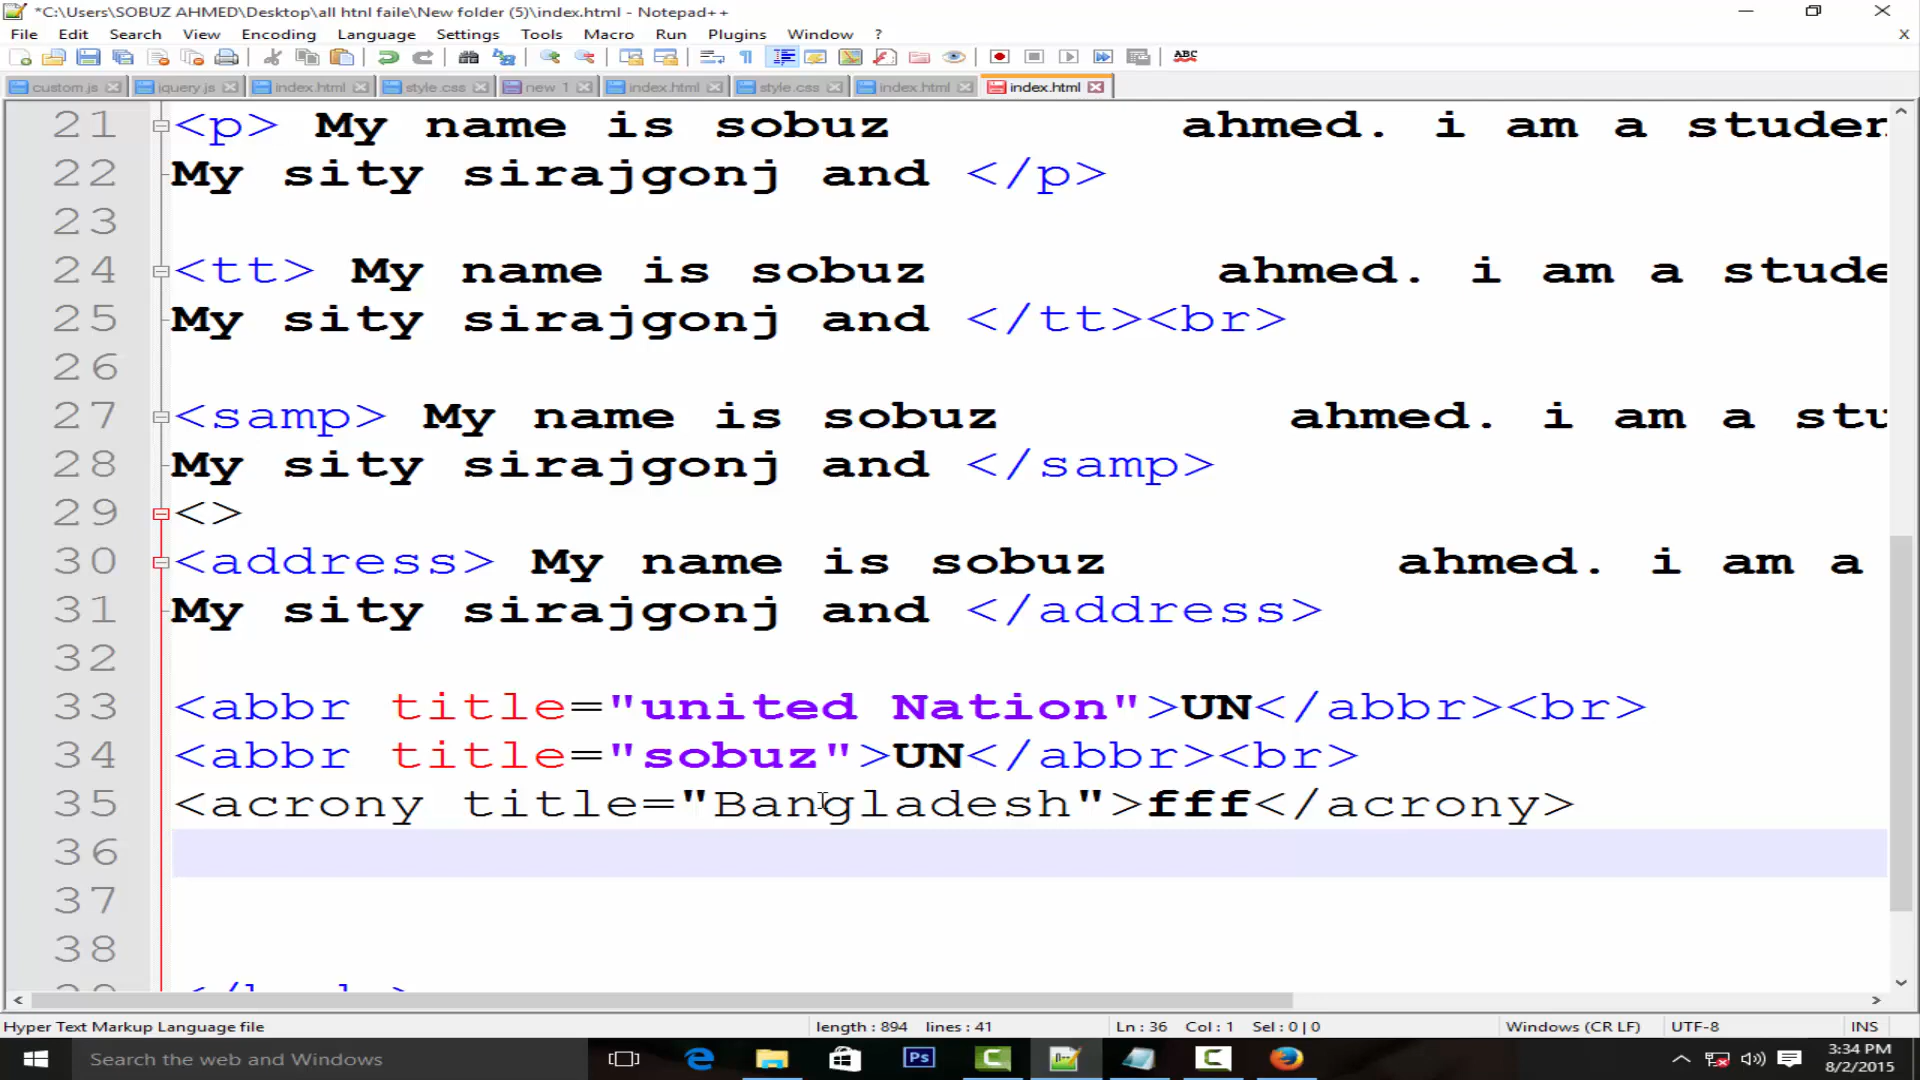 *C:\Users\SOBUZ AHMED\Desktop\all htnl faile\New folder (5)\index.html - Notepad++
File Edit Search View Encoding Language Settings Tools Macro Run Plugins Window ? X
ABC
custom.js jquery.js index.html style.css new 1 index.html style.css index.html index.html
21 <p> My name is sobuz ahmed. i am a studen
22 My sity sirajgonj and </p>
23
24 <tt> My name is sobuz ahmed. i am a stude
25 My sity sirajgonj and </tt><br>
26
27 <samp> My name is sobuz ahmed. i am a stu
28 My sity sirajgonj and </samp>
29 <>
30 <address> My name is sobuz ahmed. i am a
31 My sity sirajgonj and </address>
32
33 <abbr title="united Nation">UN</abbr><br>
34 <abbr title="sobuz">UN</abbr><br>
35 <acrony title="Bangladesh">fff</acrony>
36
37
38
Hyper Text Markup Language file length : 894 lines : 41 Ln : 36 Col : 1 Sel : 0 | 0 Windows (CR LF) UTF-8 INS
Search the web and Windows Ps 3:34 PM
8/2/2015